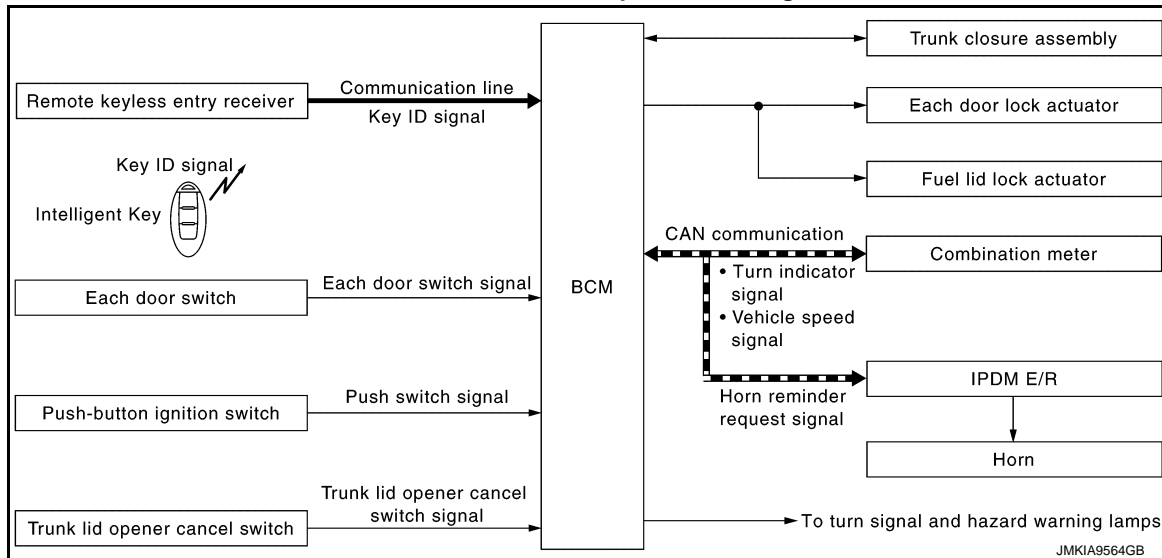 Trunk closure assembly
Remote keyless entry receiver
Communication line
Key ID signal
Each door lock actuator
Key ID signal
Intelligent Key
Fuel lid lock actuator
CAN communication
Combination meter
• Turn indicator
signal
• Vehicle speed
signal
Each door switch
Each door switch signal
BCM
IPDM E/R
Horn reminder
request signal
Push-button ignition switch
Push switch signal
Horn
Trunk lid opener cancel switch
Trunk lid opener cancel
switch signal
To turn signal and hazard warning lamps
JMKIA9564GB